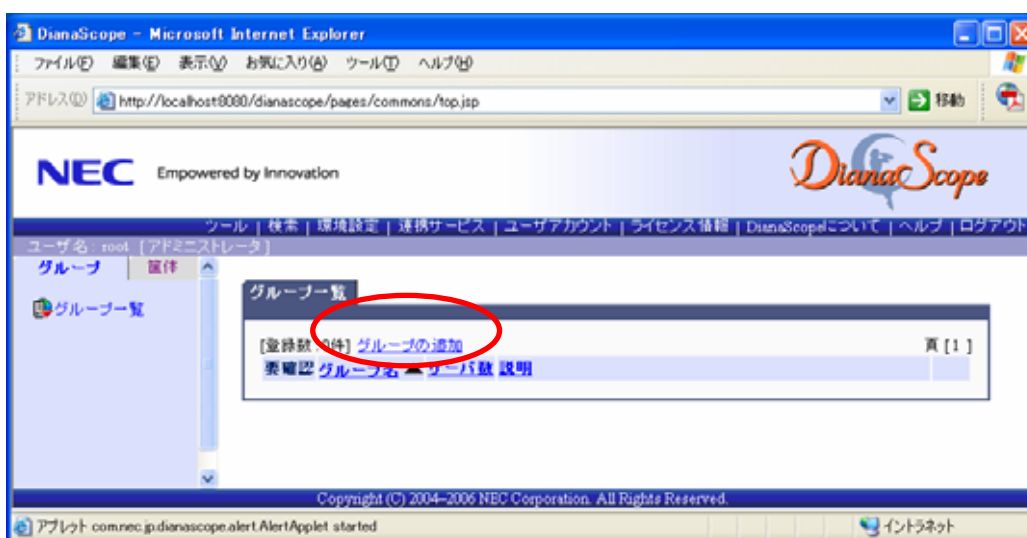 DianaScope - Microsoft Internet Explorer
ファイル(F) 編集(E) 表示(V) お気に入り(A) ツール(T) ヘルプ(H)
アドレス(D) http://localhost:8080/dianascope/pages/commons/top.jsp 移動
NEC Empowered by Innovation DianaScope
ツール | 検索 | 環境設定 | 連携サービス | ユーザアカウント | ライセンス情報 | DianaScopeについて | ヘルプ | ログアウト
ユーザ名 : root [アドミニストレータ]
グループ 筐体
グループ一覧
グループ一覧
[登録数 : 0件] グループの追加 頁 [1 ]
要確認 グループ名 ▲ サーバ数 説明
Copyright (C) 2004-2006 NEC Corporation. All Rights Reserved.
アプレット com.nec.jp.dianascope.alert.AlertApplet started イントラネット